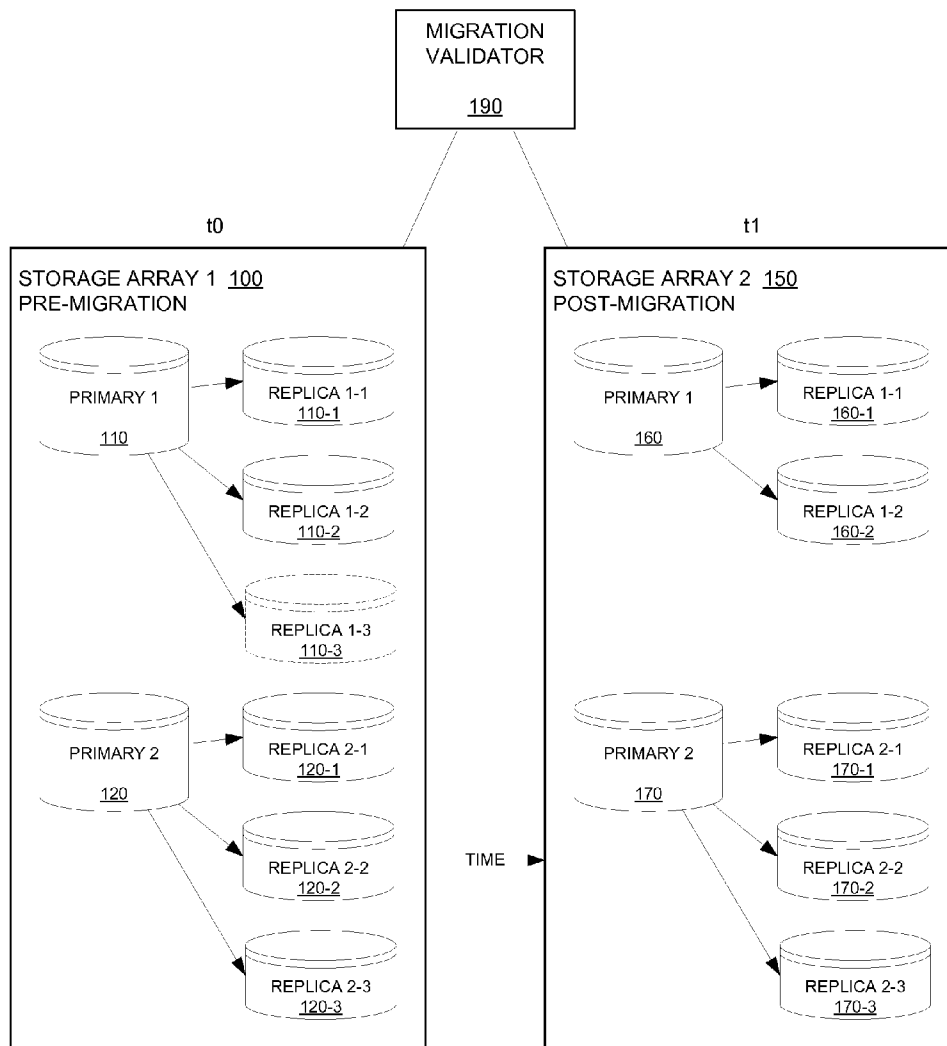 MIGRATION
VALIDATOR
190
t0
STORAGE ARRAY 1 100
PRE-MIGRATION
PRIMARY 1
110
REPLICA 1-1
110-1
REPLICA 1-2
110-2
REPLICA 1-3
110-3
PRIMARY 2
120
REPLICA 2-1
120-1
REPLICA 2-2
120-2
REPLICA 2-3
120-3
TIME
t1
STORAGE ARRAY 2 150
POST-MIGRATION
PRIMARY 1
160
REPLICA 1-1
160-1
REPLICA 1-2
160-2
PRIMARY 2
170
REPLICA 2-1
170-1
REPLICA 2-2
170-2
REPLICA 2-3
170-3